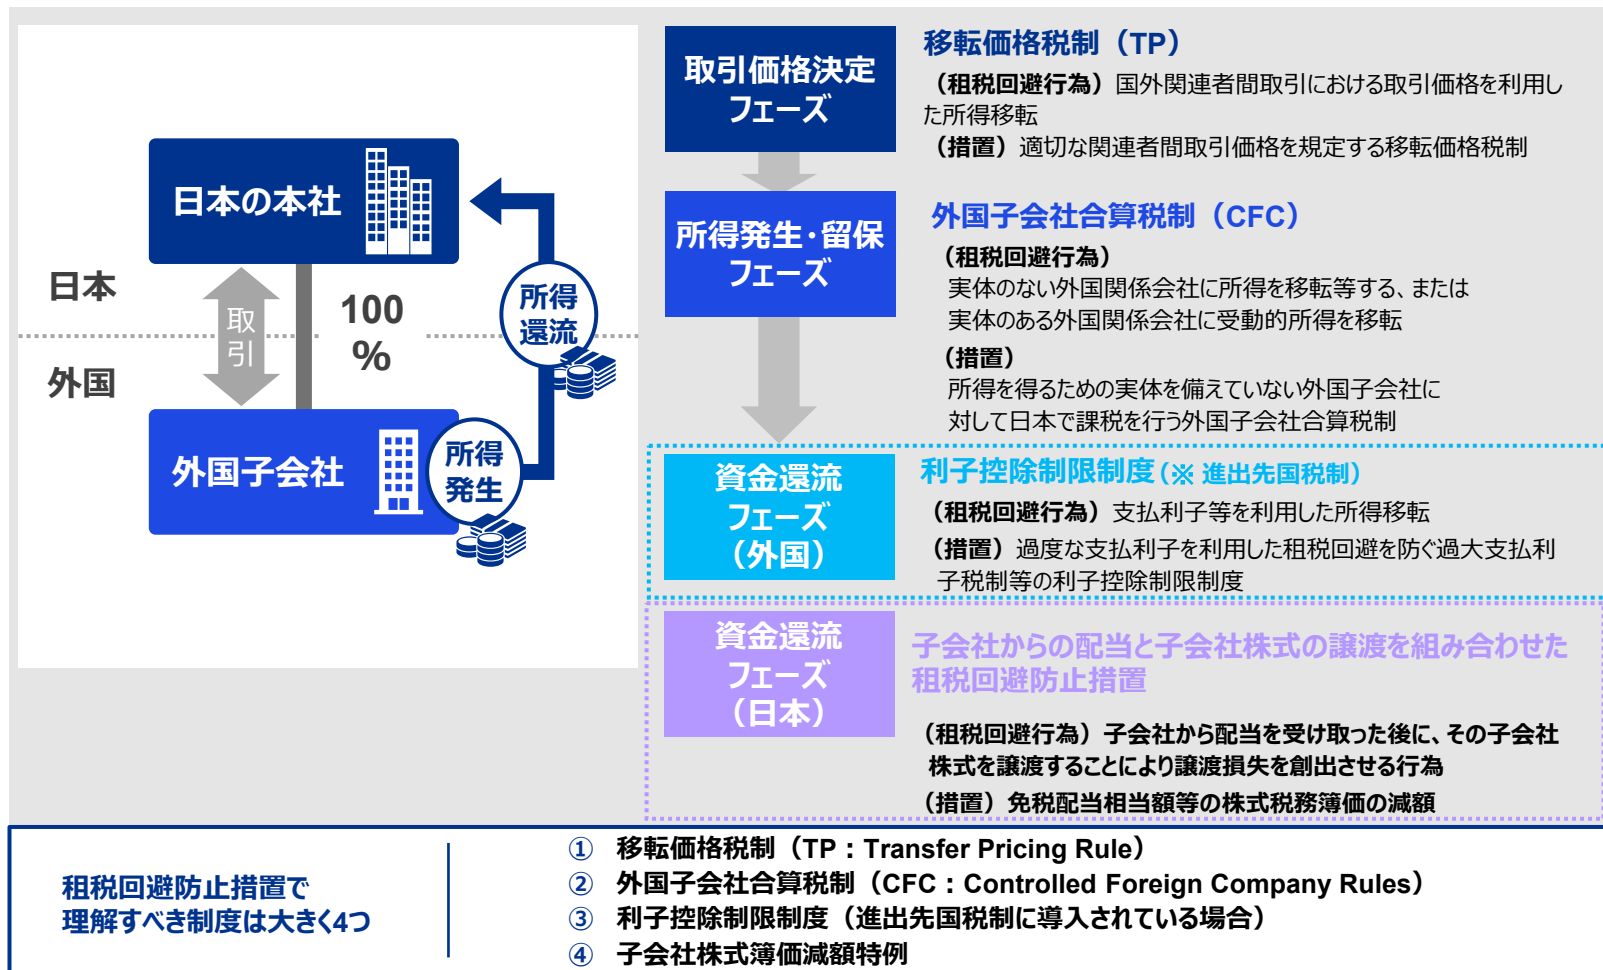 日本の本社
日本
取引
100
%
所得
還流
外国
外国子会社
所得
発生
取引価格決定
フェーズ
移転価格税制（TP）
（租税回避行為）国外関連者間取引における取引価格を利用し
た所得移転
（措置）適切な関連者間取引価格を規定する移転価格税制
所得発生・留保
フェーズ
外国子会社合算税制（CFC）
（租税回避行為）
実体のない外国関係会社に所得を移転等する、または
実体のある外国関係会社に受動的所得を移転
（措置）
所得を得るための実体を備えていない外国子会社に
対して日本で課税を行う外国子会社合算税制
資金還流
フェーズ
（外国）
利子控除制限制度（※ 進出先国税制）
（租税回避行為）支払利子等を利用した所得移転
（措置）過度な支払利子を利用した租税回避を防ぐ過大支払利
子税制等の利子控除制限制度
資金還流
フェーズ
（日本）
子会社からの配当と子会社株式の譲渡を組み合わせた
租税回避防止措置
（租税回避行為）子会社から配当を受け取った後に、その子会社
株式を譲渡することにより譲渡損失を創出させる行為
（措置）免税配当相当額等の株式税務簿価の減額
租税回避防止措置で
理解すべき制度は大きく4つ
① 移転価格税制（TP：Transfer Pricing Rule）
② 外国子会社合算税制（CFC：Controlled Foreign Company Rules）
③ 利子控除制限制度（進出先国税制に導入されている場合）
④ 子会社株式簿価減額特例